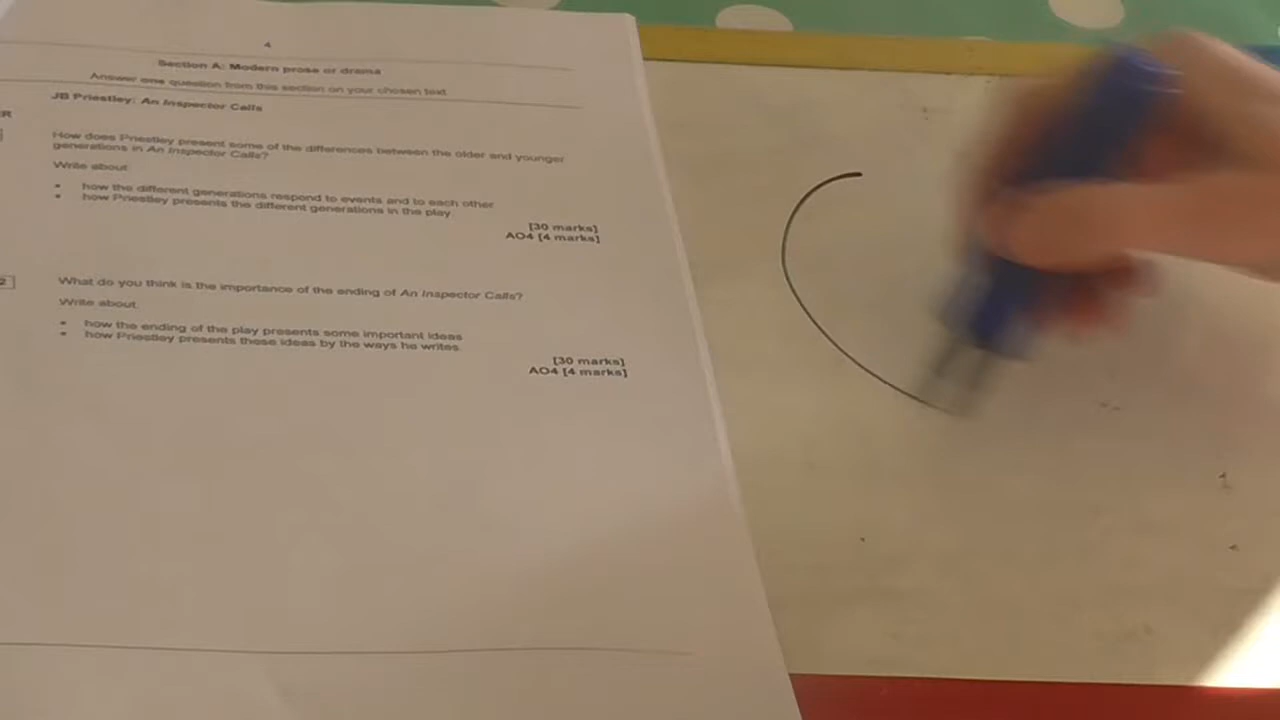 4
Section A: Modern prose or drama
Answer one question from this section on your chosen text
JB Priestley: An Inspector Calls
R
How does Priestley present some of the differences between the older and younger
generations in An Inspector Calls?
Write about:
• how the different generations respond to events and to each other
• how Priestley presents the different generations in the play
[30 marks]
AO4 [4 marks]
2
What do you think is the importance of the ending of An Inspector Calls?
Write about:
• how the ending of the play presents some important ideas
• how Priestley presents these ideas by the ways he writes.
[30 marks]
AO4 [4 marks]